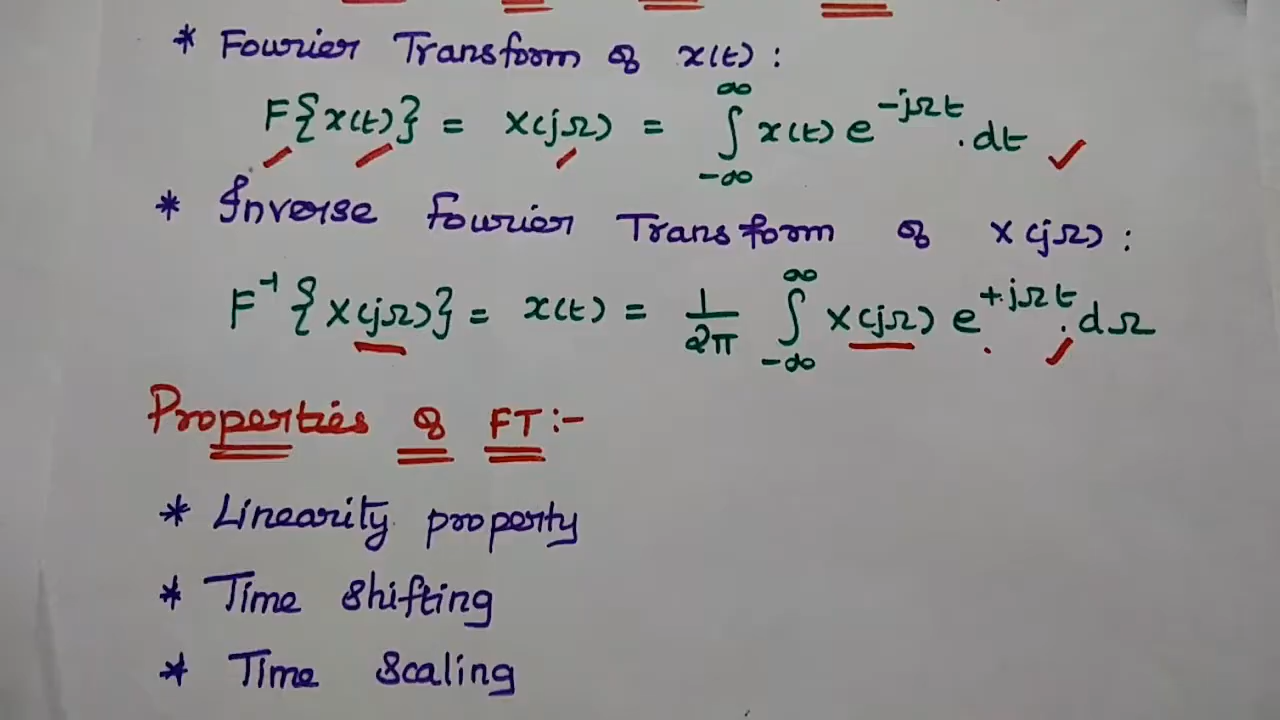 * Fourier Transform of x(t) :
F{x(t)} = X(jΩ) = ∫_{-∞}^{∞} x(t) e^{-jΩt} . dt ✓
* Inverse Fourier Transform of X(jΩ) :
F^{-1} {X(jΩ)} = x(t) = 1/2π ∫_{-∞}^{∞} X(jΩ) e^{+jΩt} . dΩ
Properties of FT :-
* Linearity property
* Time Shifting
* Time Scaling